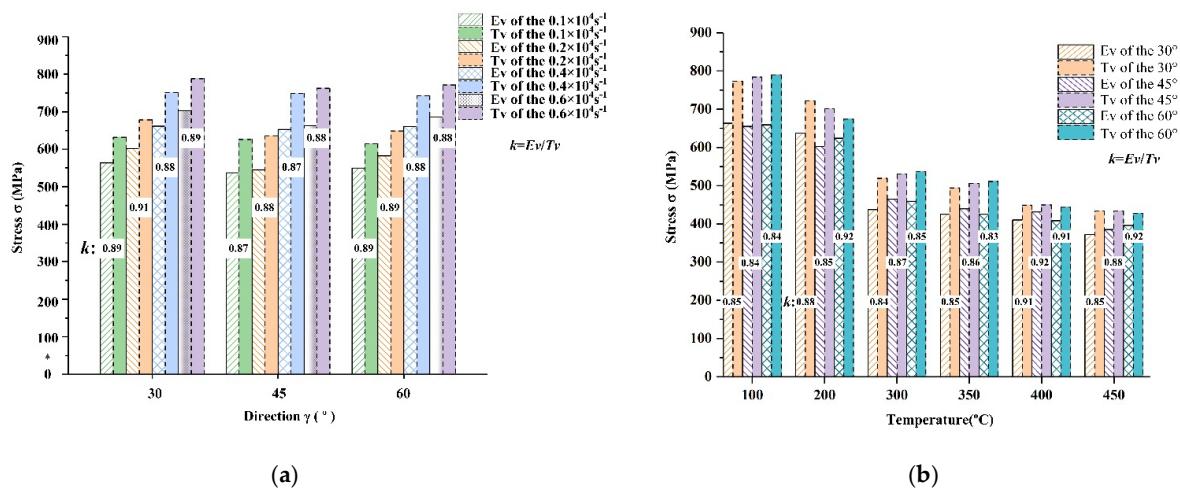 Ev of the 0.1×10⁴s⁻¹
Tv of the 0.1×10⁴s⁻¹
Ev of the 0.2×10⁴s⁻¹
Tv of the 0.2×10⁴s⁻¹
Ev of the 0.4×10⁴s⁻¹
Tv of the 0.4×10⁴s⁻¹
Ev of the 0.6×10⁴s⁻¹
Tv of the 0.6×10⁴s⁻¹
k=Ev/Tv
900
800
700
600
500
400
300
200
100
0
Stress σ (MPa)
k:
0.89
0.91
0.88
0.89
0.87
0.88
0.87
0.88
0.89
0.89
0.88
0.88
30
45
60
Direction γ ( ° )
(a)
Ev of the 30°
Tv of the 30°
Ev of the 45°
Tv of the 45°
Ev of the 60°
Tv of the 60°
k=Ev/Tv
900
800
700
600
500
400
300
200
100
0
Stress σ (MPa)
0.85
0.84
0.84
k:
0.88
0.85
0.92
0.84
0.87
0.85
0.85
0.86
0.83
0.91
0.92
0.91
0.85
0.88
0.92
100
200
300
350
400
450
Temperature(°C)
(b)